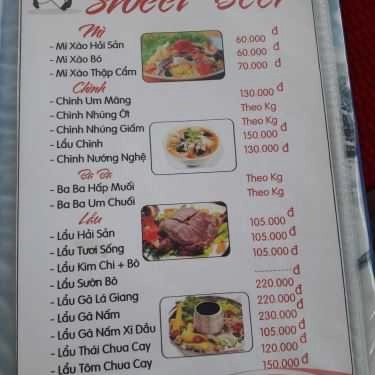 Sweet Beer
Mỳ
- Mì Xào Hải Sản 60.000 đ
- Mì Xào Bò 60.000 đ
- Mì Xào Thập Cẩm 70.000 đ
Chình
- Chình Um Măng 130.000 đ
- Chình Nhúng Ớt Theo Kg
- Chình Nhúng Giấm Theo Kg
- Lẩu Chình 150.000 đ
- Chình Nướng Nghệ 130.000 đ
Ba Ba
- Ba Ba Hấp Muối Theo Kg
- Ba Ba Um Chuối Theo Kg
Lẩu
- Lẩu Hải Sản 105.000 đ
- Lẩu Tươi Sống 105.000 đ
- Lẩu Kim Chi + Bò 105.000 đ
- Lẩu Sườn Bò ........... đ
- Lẩu Gà Lá Giang 220.000 đ
- Lẩu Gà Nấm 220.000 đ
- Lẩu Gà Nấm Xì Dầu 230.000 đ
- Lẩu Thái Chua Cay 105.000 đ
- Lẩu Tôm Chua Cay 120.000 đ
150.000 đ